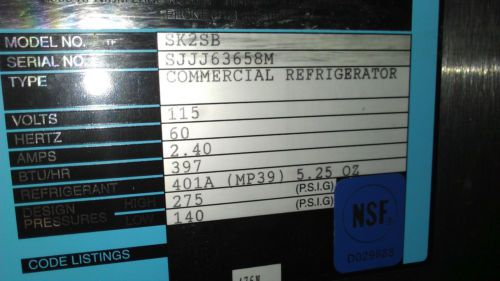 MODEL NO. TF SK2SB
SERIAL NO. SJJJ63658M
TYPE COMMERCIAL REFRIGERATOR
VOLTS 115
HERTZ 60
AMPS 2.40
BTU/HR 397
REFRIGERANT 401A (MP39) 5.25 OZ
DESIGN HIGH 275 (P.S.I.G)
PRESSURES LOW 140 (P.S.I.G)
NSF
CODE LISTINGS